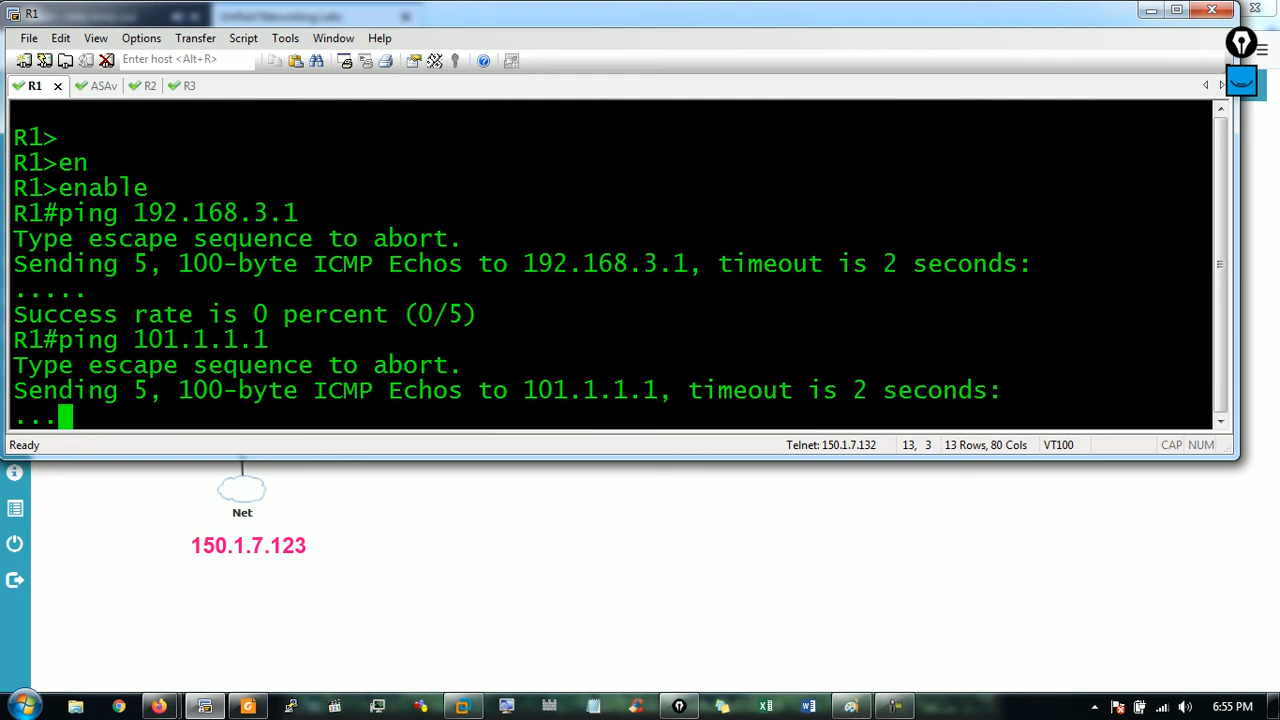 R1
File Edit View Options Transfer Script Tools Window Help
Enter host <Alt+R>
R1 ASAv R2 R3
R1>
R1>en
R1>enable
R1#ping 192.168.3.1
Type escape sequence to abort.
Sending 5, 100-byte ICMP Echos to 192.168.3.1, timeout is 2 seconds:
.....
Success rate is 0 percent (0/5)
R1#ping 101.1.1.1
Type escape sequence to abort.
Sending 5, 100-byte ICMP Echos to 101.1.1.1, timeout is 2 seconds:
...
Ready Telnet: 150.1.7.132 13, 3 13 Rows, 80 Cols VT100 CAP NUM
Net
150.1.7.123
6:55 PM